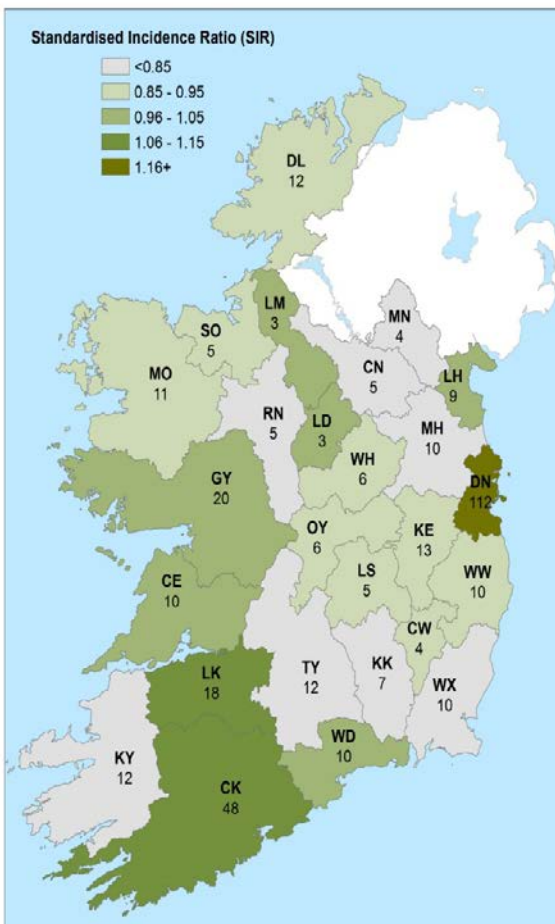 Standardised Incidence Ratio (SIR)
<0.85
0.85 - 0.95
0.96 - 1.05
1.06 - 1.15
1.16+
DL
12
LM
3
MN
4
SO
5
CN
5
LH
9
MO
11
RN
5
LD
3
MH
10
WH
6
DN
112
GY
20
OY
6
KE
13
LS
5
WW
10
CE
10
CW
4
LK
18
TY
12
KK
7
WX
10
KY
12
WD
10
CK
48